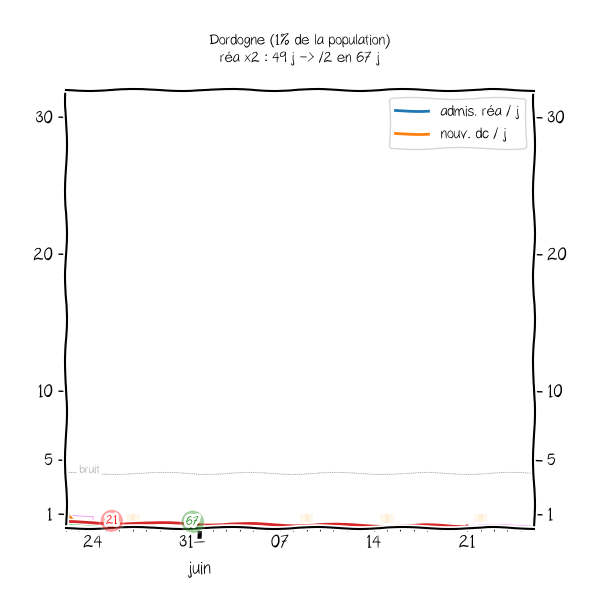 Dordogne (1% de la population)
réa x2 : 49 j -> /2 en 67 j
admis. réa / j
nouv. dc / j
30
30
20
20
10
10
5
5
bruit
1
1
21
67
24
31
07
14
21
juin